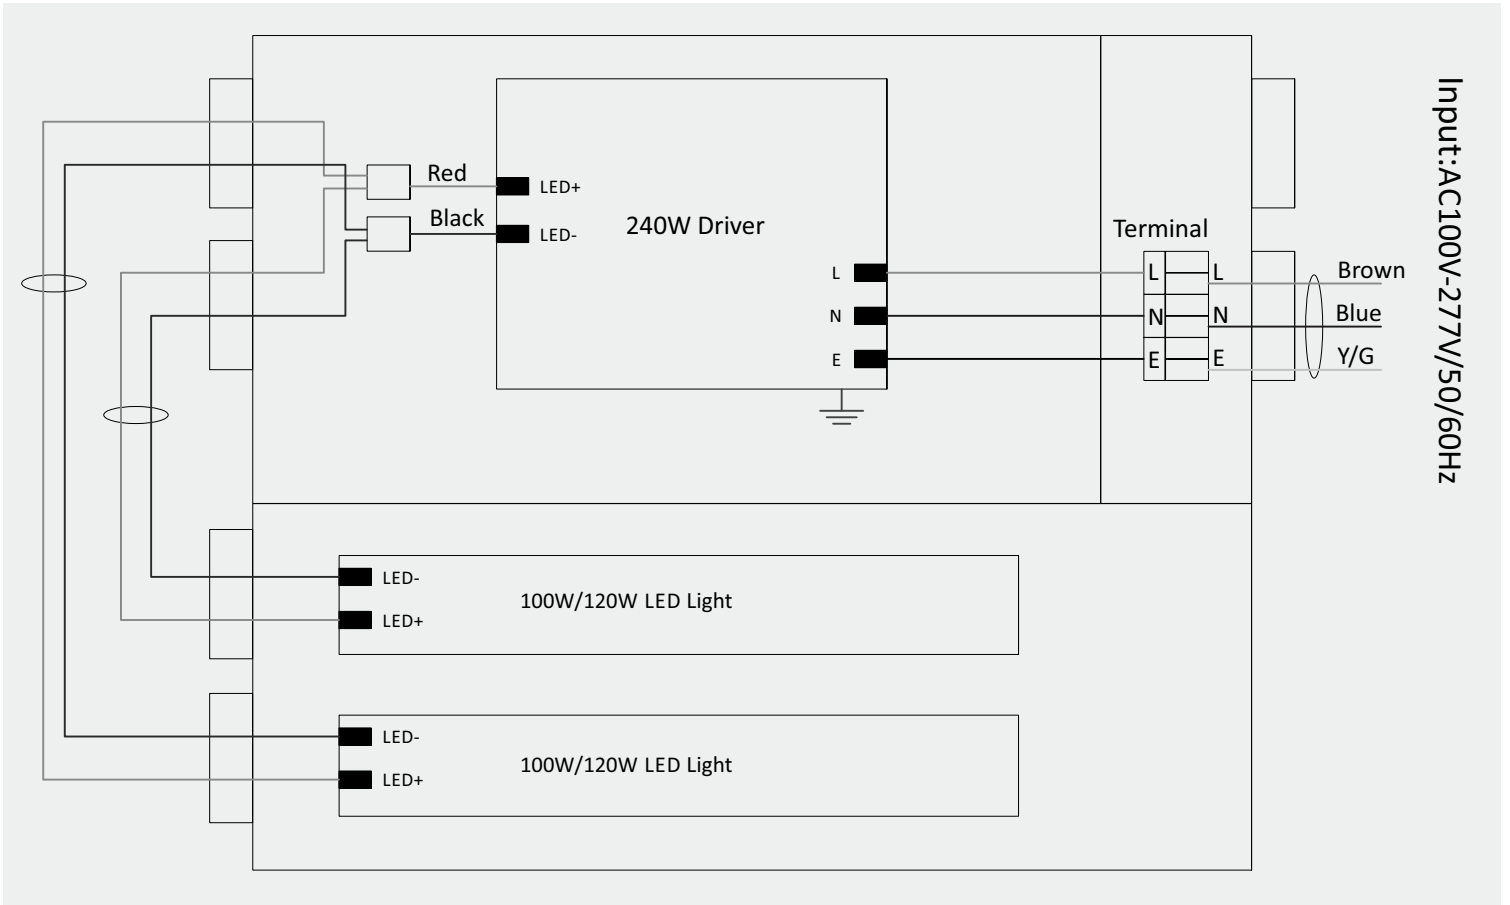 Red
LED+
Black
LED-
240W Driver
L
N
E
Terminal
L L
N N
E E
Brown
Blue
Y/G
Input:AC100V-277V/50/60Hz
LED-
100W/120W LED Light
LED+
LED-
100W/120W LED Light
LED+